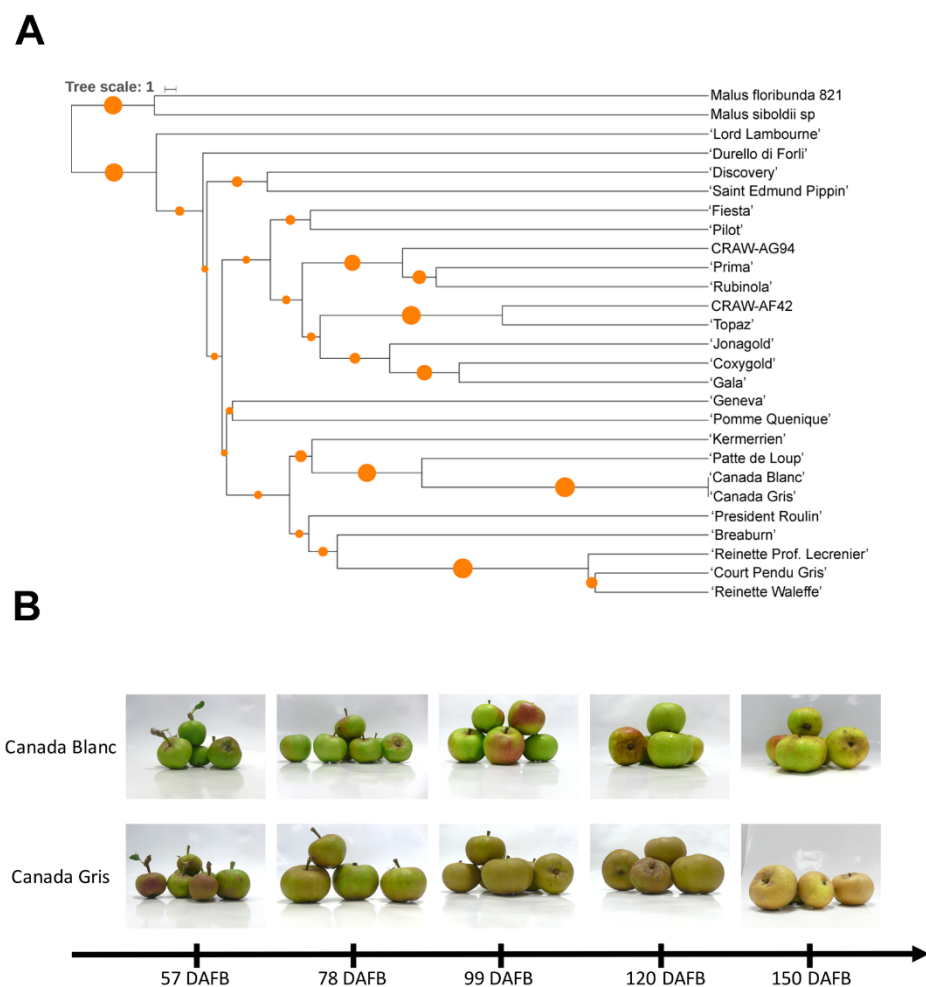 A
Tree scale: 1
Malus floribunda 821
Malus siboldii sp
‘Lord Lambourne’
‘Durello di Forli’
‘Discovery’
‘Saint Edmund Pippin’
‘Fiesta’
‘Pilot’
CRAW-AG94
‘Prima’
‘Rubinola’
CRAW-AF42
‘Topaz’
‘Jonagold’
‘Coxygold’
‘Gala’
‘Geneva’
‘Pomme Quenique’
‘Kermerrien’
‘Patte de Loup’
‘Canada Blanc’
‘Canada Gris’
‘President Roulin’
‘Breaburn’
‘Reinette Prof. Lecrenier’
‘Court Pendu Gris’
‘Reinette Waleffe’
B
Canada Blanc
Canada Gris
57 DAFB 78 DAFB 99 DAFB 120 DAFB 150 DAFB